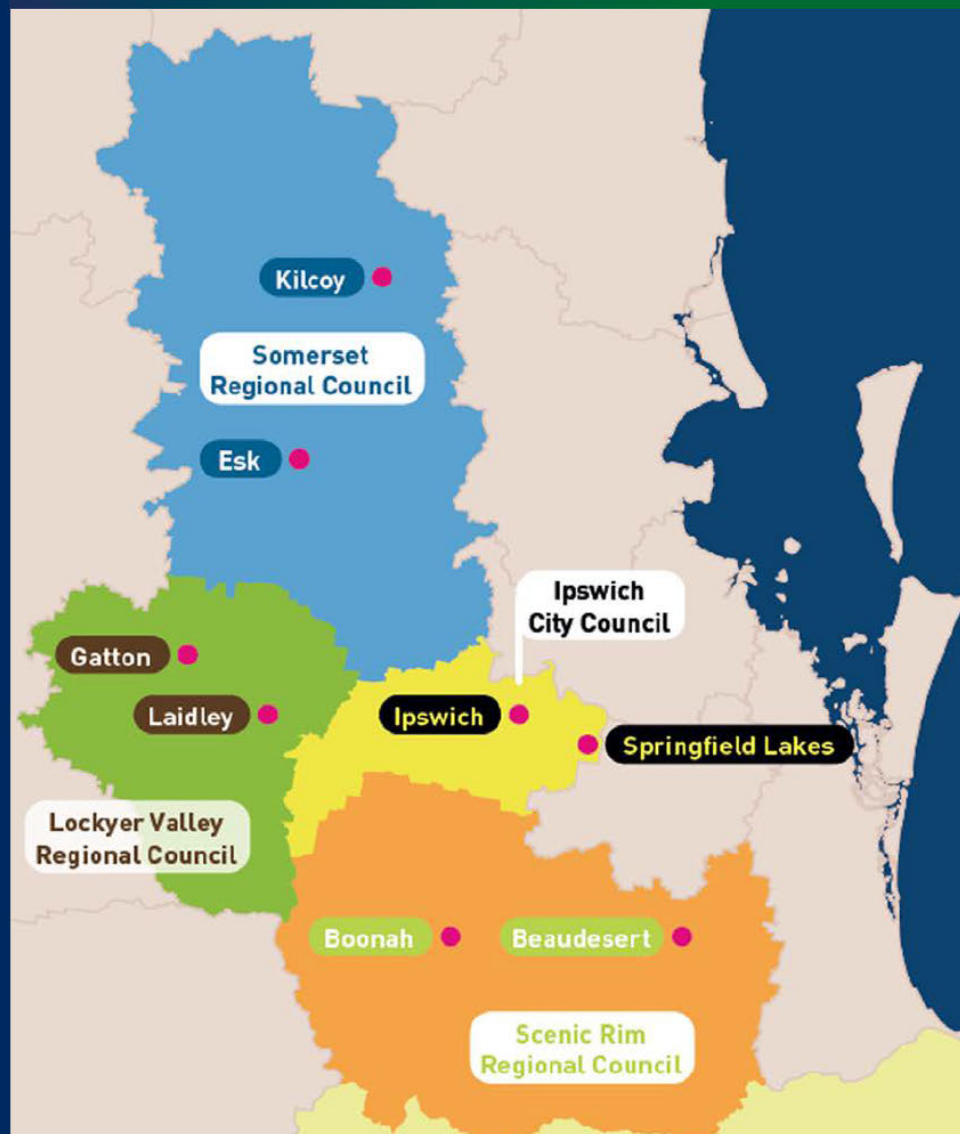 Kilcoy
Somerset
Regional Council
Esk
Ipswich
City Council
Gatton
Laidley
Ipswich
Springfield Lakes
Lockyer Valley
Regional Council
Boonah
Beaudesert
Scenic Rim
Regional Council